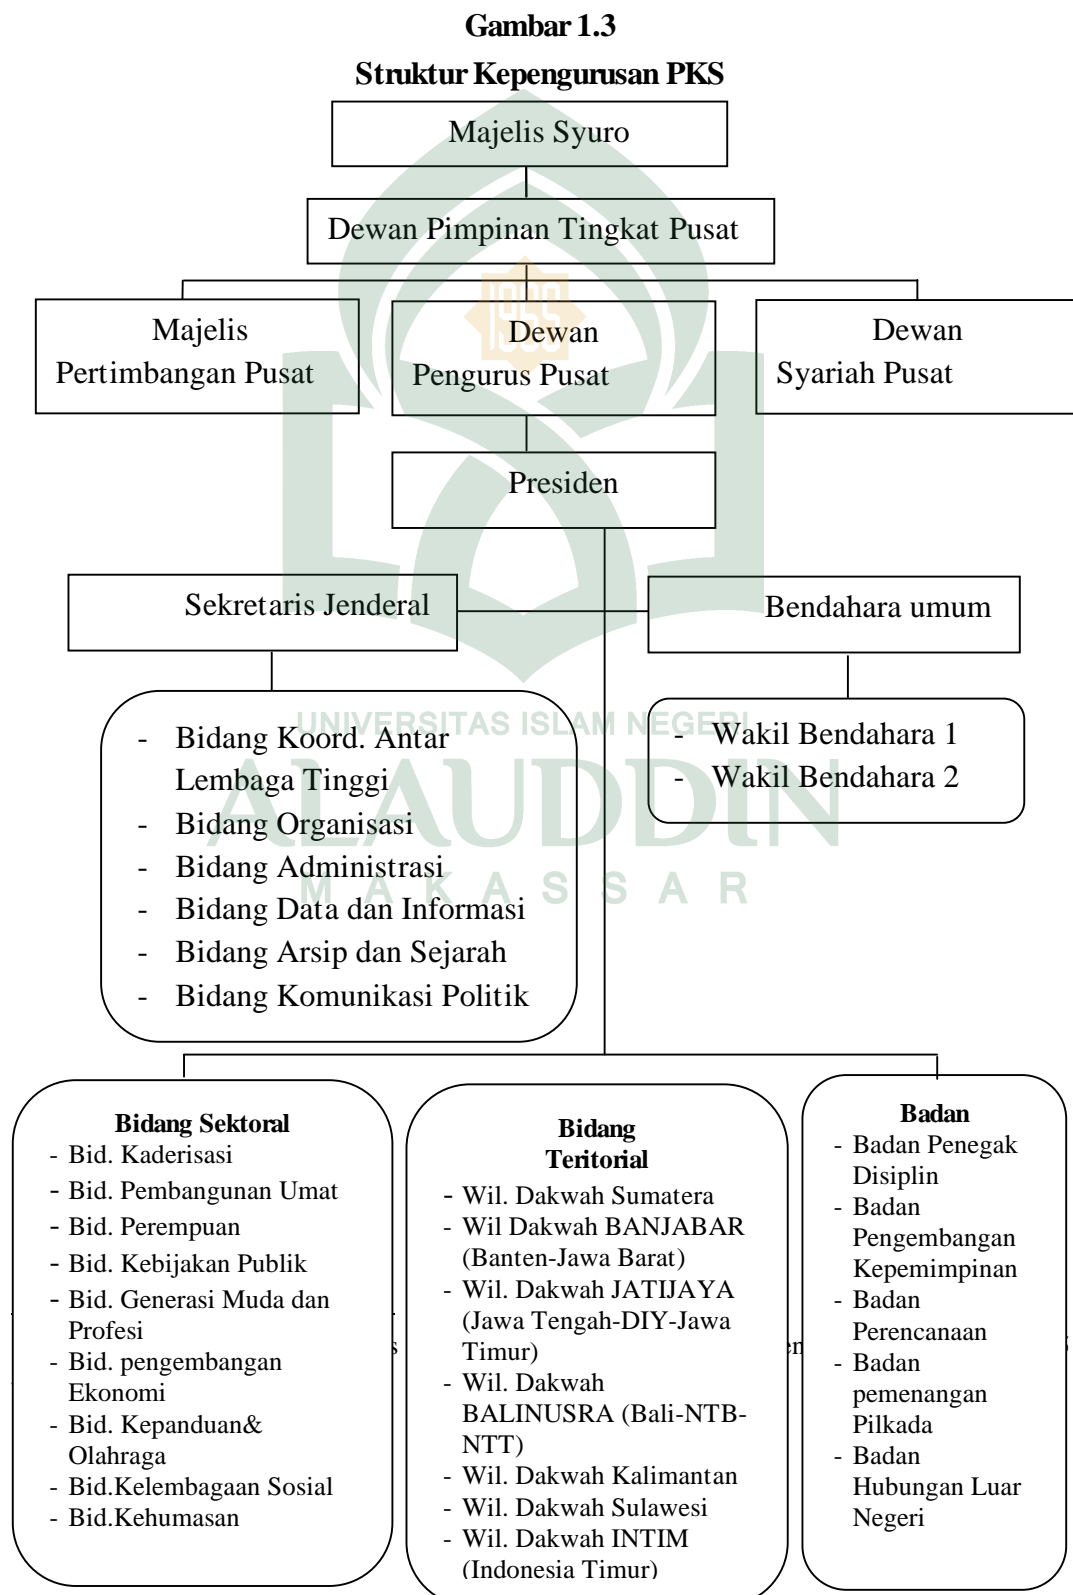 Gambar 1.3
Struktur Kepengurusan PKS
Majelis Syuro
Dewan Pimpinan Tingkat Pusat
Majelis
Pertimbangan Pusat
Dewan
Pengurus Pusat
Dewan
Syariah Pusat
Presiden
Sekretaris Jenderal
Bendahara umum
- Bidang Koord. Antar
Lembaga Tinggi
- Bidang Organisasi
- Bidang Administrasi
- Bidang Data dan Informasi
- Bidang Arsip dan Sejarah
- Bidang Komunikasi Politik
- Wakil Bendahara 1
- Wakil Bendahara 2
1965
UNIVERSITAS ISLAM NEGERI
ALAUDDIN
MAKASSAR
Bidang Sektoral
- Bid. Kaderisasi
- Bid. Pembangunan Umat
- Bid. Perempuan
- Bid. Kebijakan Publik
- Bid. Generasi Muda dan
Profesi
- Bid. pengembangan
Ekonomi
- Bid. Kepanduan&
Olahraga
- Bid.Kelembagaan Sosial
- Bid.Kehumasan
Bidang
Teritorial
- Wil. Dakwah Sumatera
- Wil Dakwah BANJABAR
(Banten-Jawa Barat)
- Wil. Dakwah JATIJAYA
(Jawa Tengah-DIY-Jawa
Timur)
- Wil. Dakwah
BALINUSRA (Bali-NTB-
NTT)
- Wil. Dakwah Kalimantan
- Wil. Dakwah Sulawesi
- Wil. Dakwah INTIM
(Indonesia Timur)
Badan
- Badan Penegak
Disiplin
- Badan
Pengembangan
Kepemimpinan
- Badan
Perencanaan
- Badan
pemenangan
Pilkada
- Badan
Hubungan Luar
Negeri